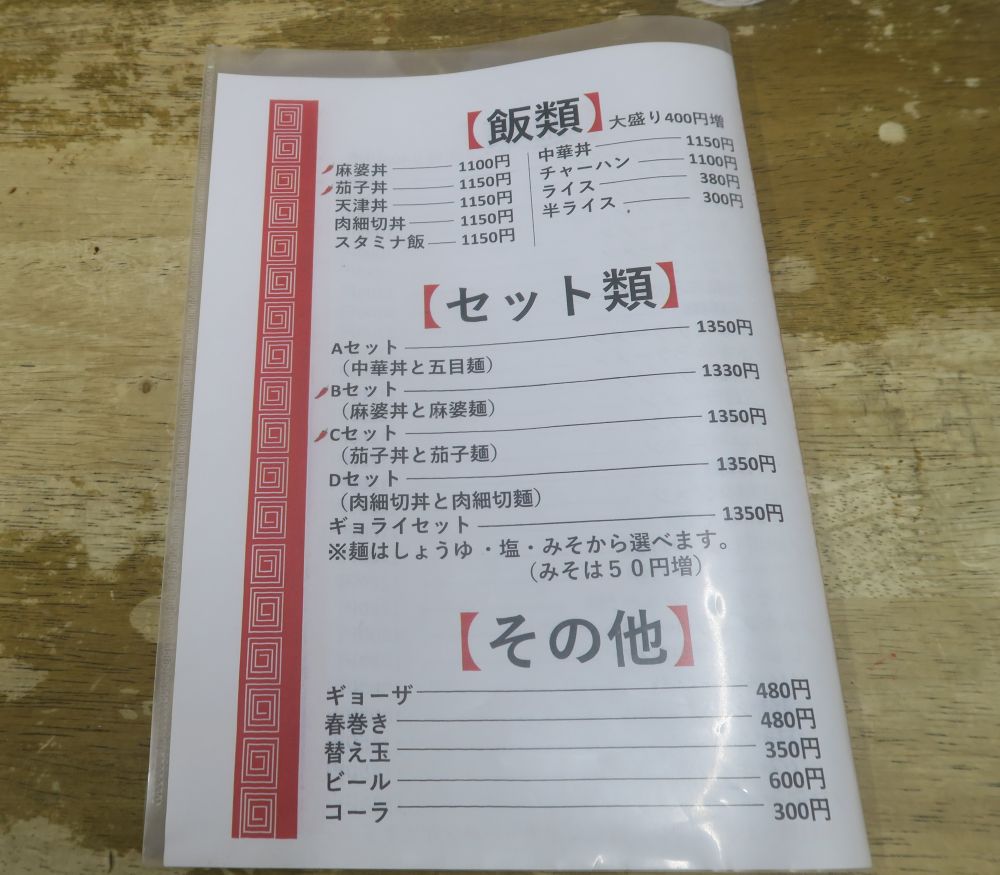 【飯類】大盛り400円増
麻婆丼 1100円
茄子丼 1150円
天津丼 1150円
肉細切丼 1150円
スタミナ飯 1150円
中華丼 1150円
チャーハン 1100円
ライス 380円
半ライス 300円
【セット類】
Aセット 1350円
（中華丼と五目麺）
Bセット 1330円
（麻婆丼と麻婆麺）
Cセット 1350円
（茄子丼と茄子麺）
Dセット 1350円
（肉細切丼と肉細切麺）
ギョライセット 1350円
※麺はしょうゆ・塩・みそから選べます。
（みそは５０円増）
【その他】
ギョーザ 480円
春巻き 480円
替え玉 350円
ビール 600円
コーラ 300円